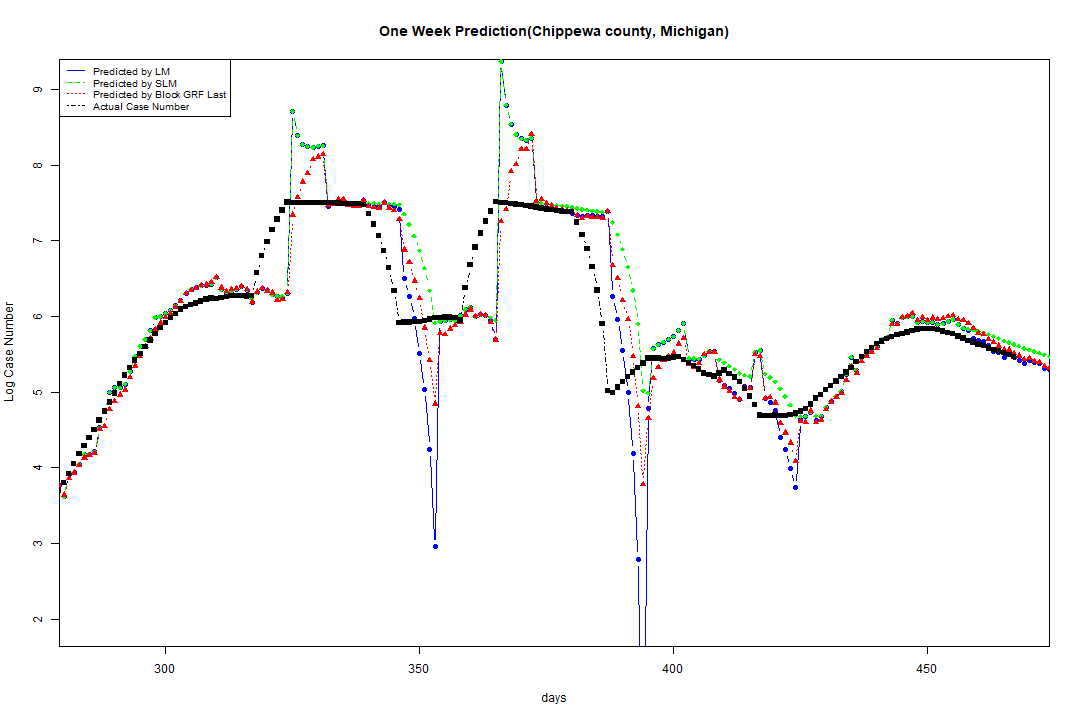 One Week Prediction(Chippewa county, Michigan)
Predicted by LM
Predicted by SLM
Predicted by Block GRF Last
Actual Case Number
Log Case Number
9
8
7
6
5
4
3
2
300 350 400 450
days